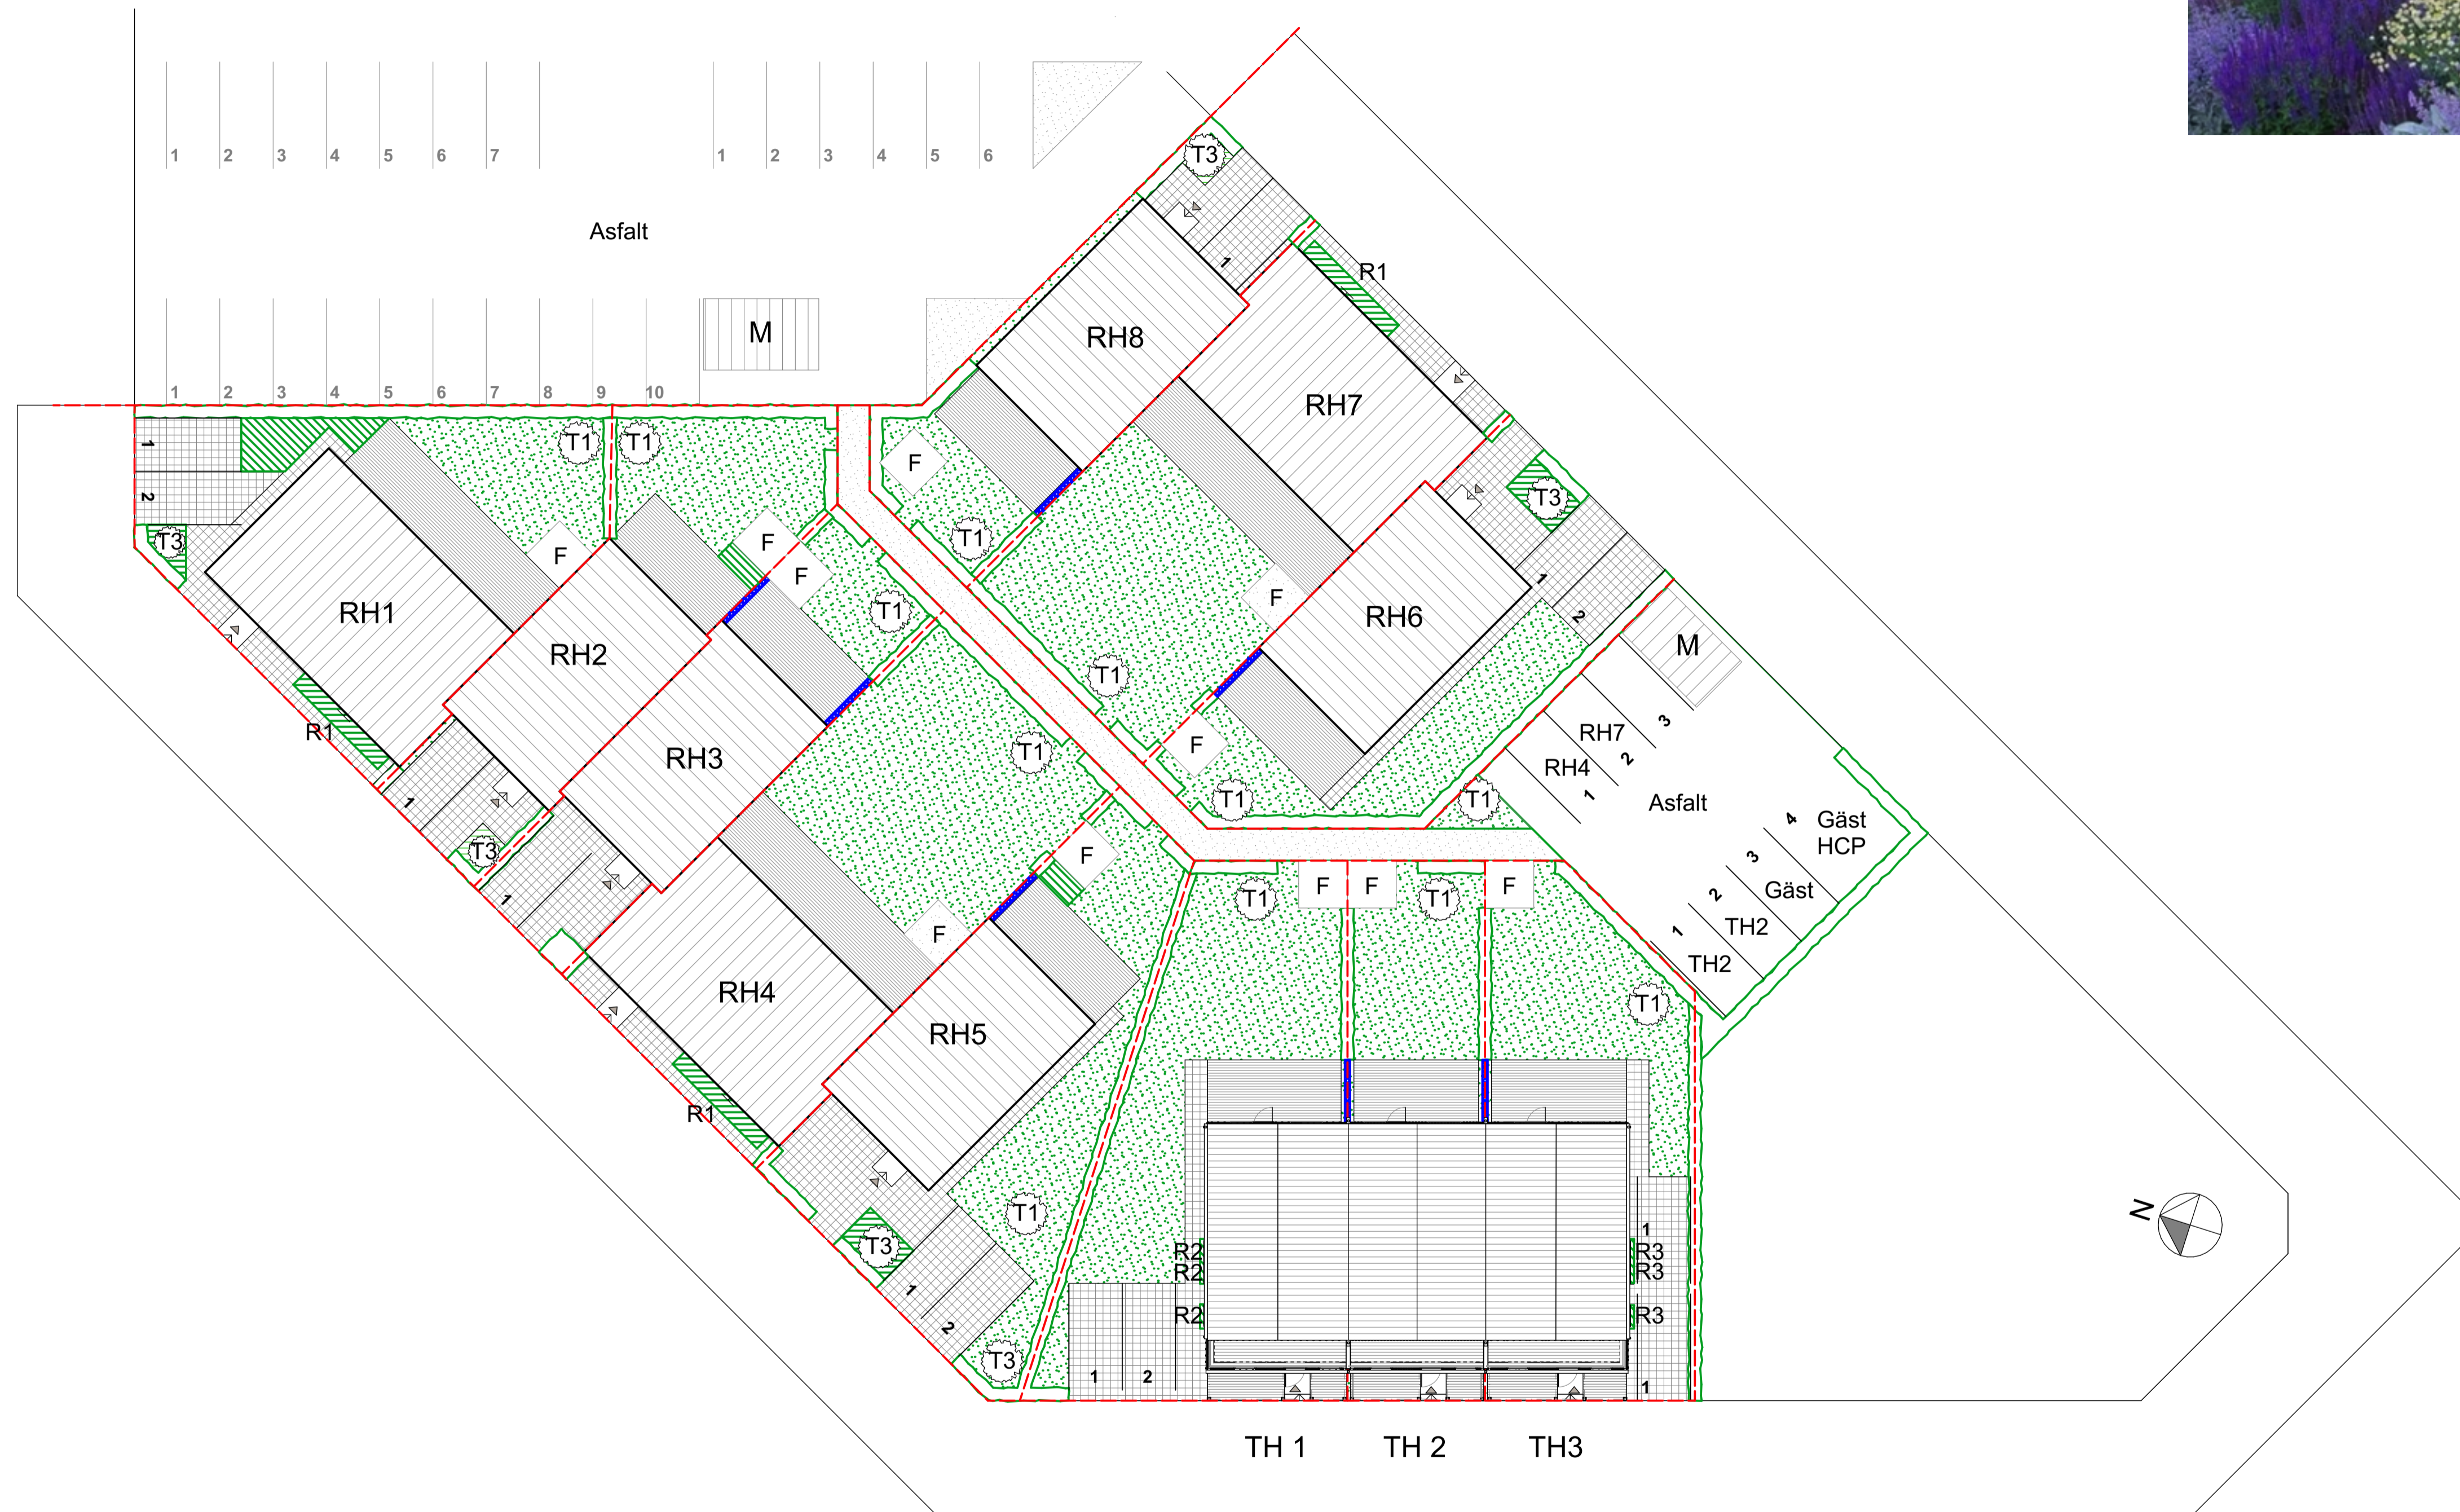 1 2 3 4 5 6 7
1 2 3 4 5 6
T3
Asfalt
1
R1
M
RH8
1 2 3 4 5 6 7 8 9 10
RH7
1
T1 T1
F
2
T3
T3
T1
F
F
F
1
F
RH1
T1
RH6
2
M
RH2
T1
R1
RH3
F
T1
T1
T1
RH7
3
RH4
2
1
Asfalt
1
T3
F
4
Gäst
HCP
3
1
F
F
F
F
T1
T1
2
Gäst
1
TH2
TH2
RH4
RH5
T1
R1
T1
T3
1
2
N
1
R2
R2
R2
R3
R3
R3
T3
1 2
1
TH 1
TH 2
TH3